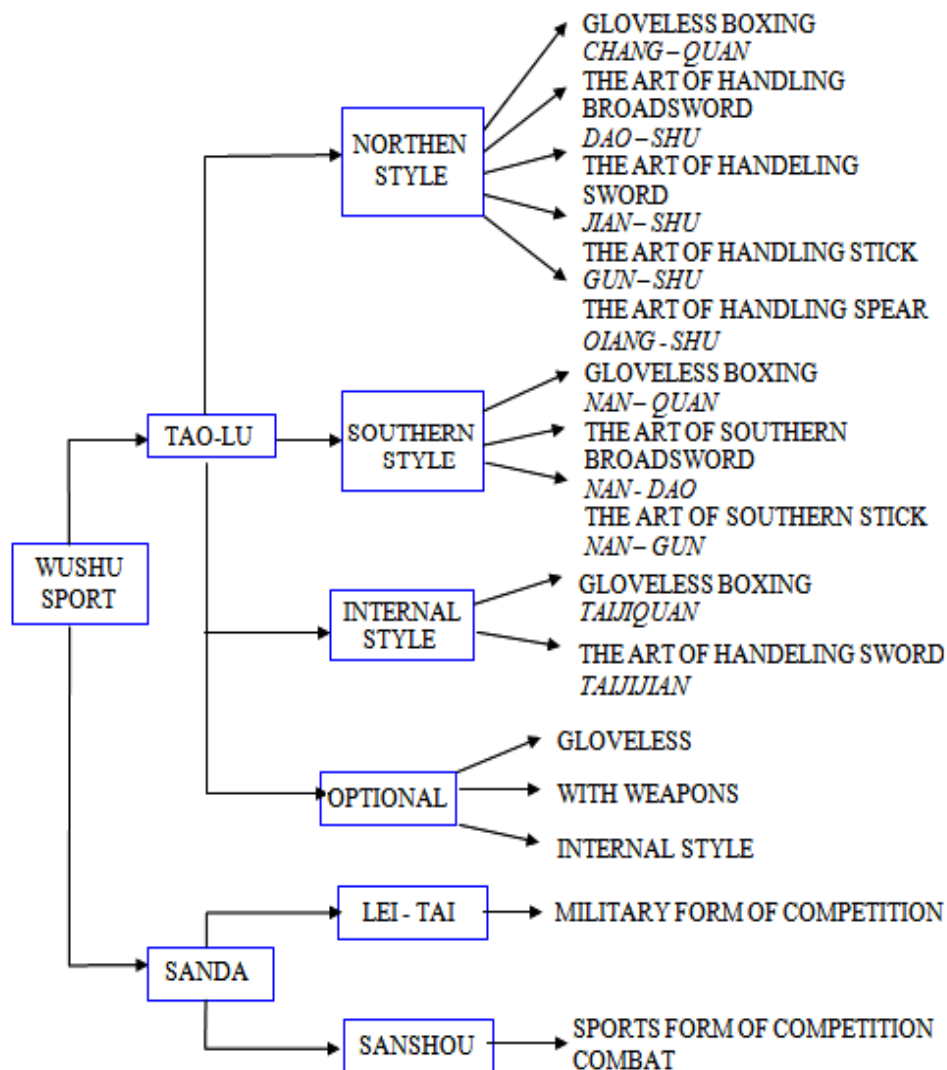 GLOVELESS BOXING
CHANG – QUAN
THE ART OF HANDLING
BROADSWORD
DAO – SHU
THE ART OF HANDELING
SWORD
JIAN – SHU
THE ART OF HANDLING STICK
GUN – SHU
THE ART OF HANDLING SPEAR
OIANG - SHU
NORTHEN
STYLE
GLOVELESS BOXING
NAN – QUAN
THE ART OF SOUTHERN
BROADSWORD
NAN - DAO
THE ART OF SOUTHERN STICK
NAN – GUN
TAO-LU
SOUTHERN
STYLE
WUSHU
SPORT
GLOVELESS BOXING
TAIJIQUAN
THE ART OF HANDELING SWORD
TAIJIJIAN
INTERNAL
STYLE
GLOVELESS
WITH WEAPONS
INTERNAL STYLE
OPTIONAL
LEI - TAI
MILITARY FORM OF COMPETITION
SANDA
SANSHOU
SPORTS FORM OF COMPETITION
COMBAT